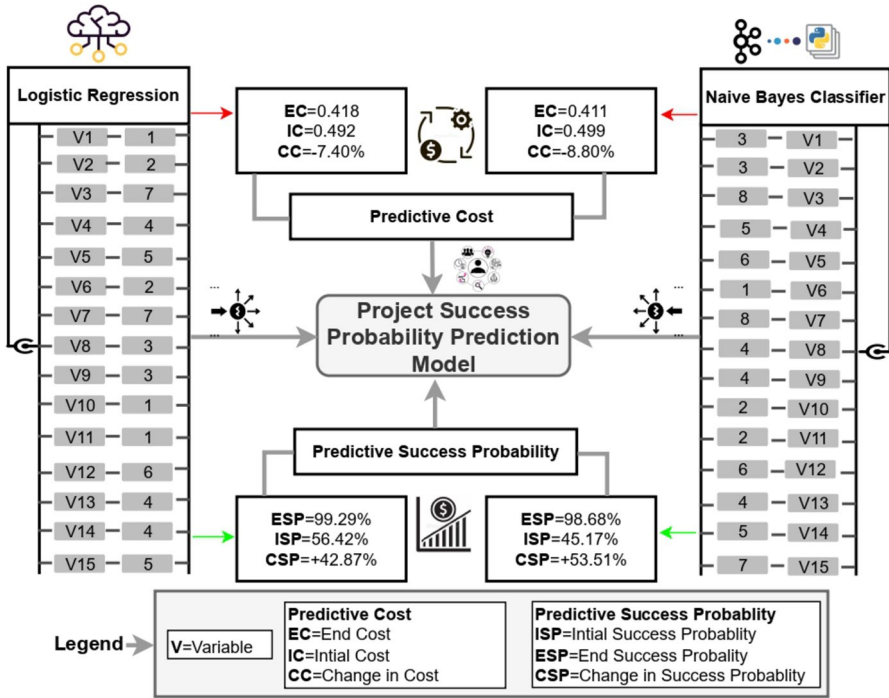 Logistic Regression
V1 1
V2 2
V3 7
V4 4
V5 5
V6 2
V7 7
V8 3
V9 3
V10 1
V11 1
V12 6
V13 4
V14 4
V15 5
EC=0.418
IC=0.492
CC=-7.40%
EC=0.411
IC=0.499
CC=-8.80%
Predictive Cost
...
...
Project Success
Probability Prediction
Model
...
...
Predictive Success Probability
ESP=99.29%
ISP=56.42%
CSP=+42.87%
ESP=98.68%
ISP=45.17%
CSP=+53.51%
Naive Bayes Classifier
3 V1
3 V2
8 V3
5 V4
6 V5
1 V6
8 V7
4 V8
4 V9
2 V10
2 V11
6 V12
4 V13
5 V14
7 V15
Legend
V=Variable
Predictive Cost
EC=End Cost
IC=Intial Cost
CC=Change in Cost
Predictive Success Probablity
ISP=Intial Success Probablity
ESP=End Success Probality
CSP=Change in Success Probablity